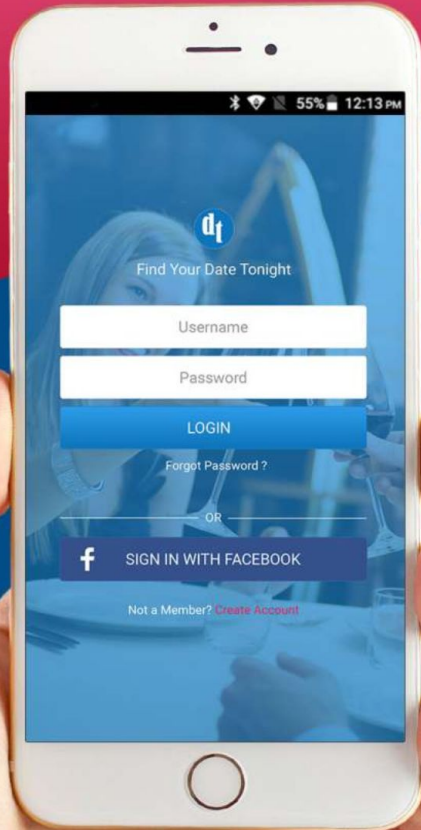 55% 12:13 PM
dt
Find Your Date Tonight
Username
Password
LOGIN
Forgot Password ?
OR
f SIGN IN WITH FACEBOOK
Not a Member? Create Account